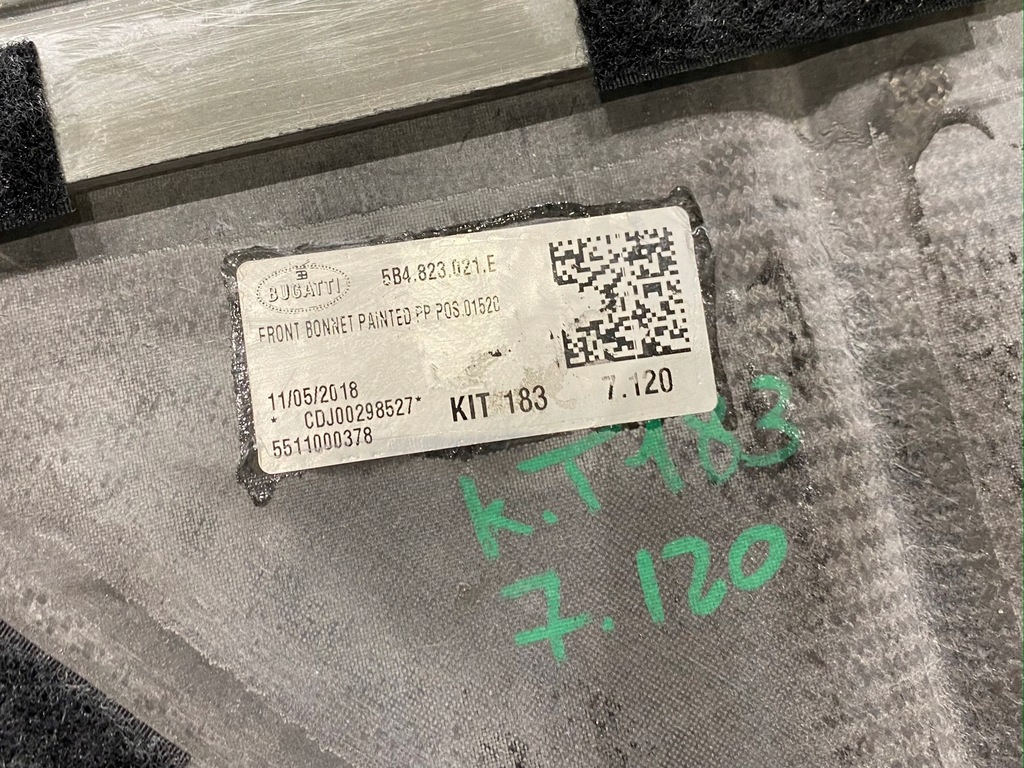 BUGATTI
5B4.823.021.E
FRONT BONNET PAINTED PP POS.01520
11/05/2018
* CDJ00298527*
5511000378
KIT 183
7.120
K.T 183
7.120